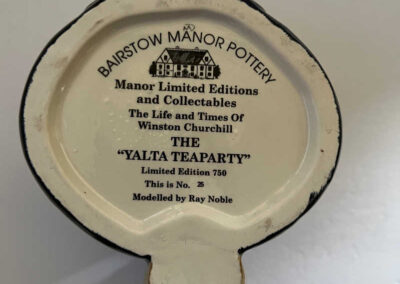 BAIRSTOW MANOR POTTERY
Manor Limited Editions
and Collectables
The Life and Times Of
Winston Churchill
THE
"YALTA TEAPARTY"
Limited Edition 750
This is No. 25
Modelled by Ray Noble